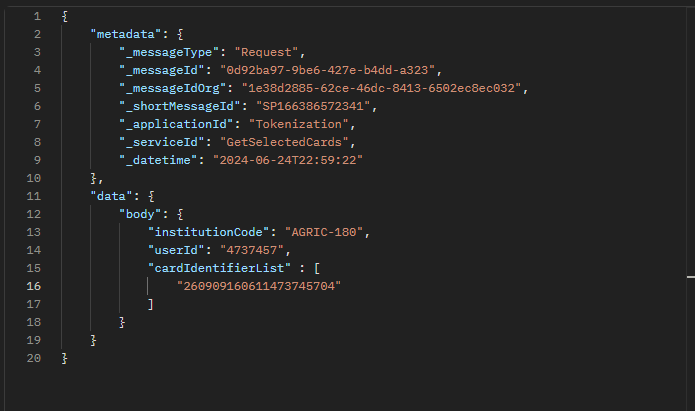 1 {
2 "metadata": {
3 "_messageType": "Request",
4 "_messageId": "0d92ba97-9be6-427e-b4dd-a323",
5 "_messageIdOrg": "1e38d2885-62ce-46dc-8413-6502ec8ec032",
6 "_shortMessageId": "SP166386572341",
7 "_applicationId": "Tokenization",
8 "_serviceId": "GetSelectedCards",
9 "_datetime": "2024-06-24T22:59:22"
10 },
11 "data": {
12 "body": {
13 "institutionCode": "AGRIC-180",
14 "userId": "4737457",
15 "cardIdentifierList" : [
16 "260909160611473745704"
17 ]
18 }
19 }
20 }